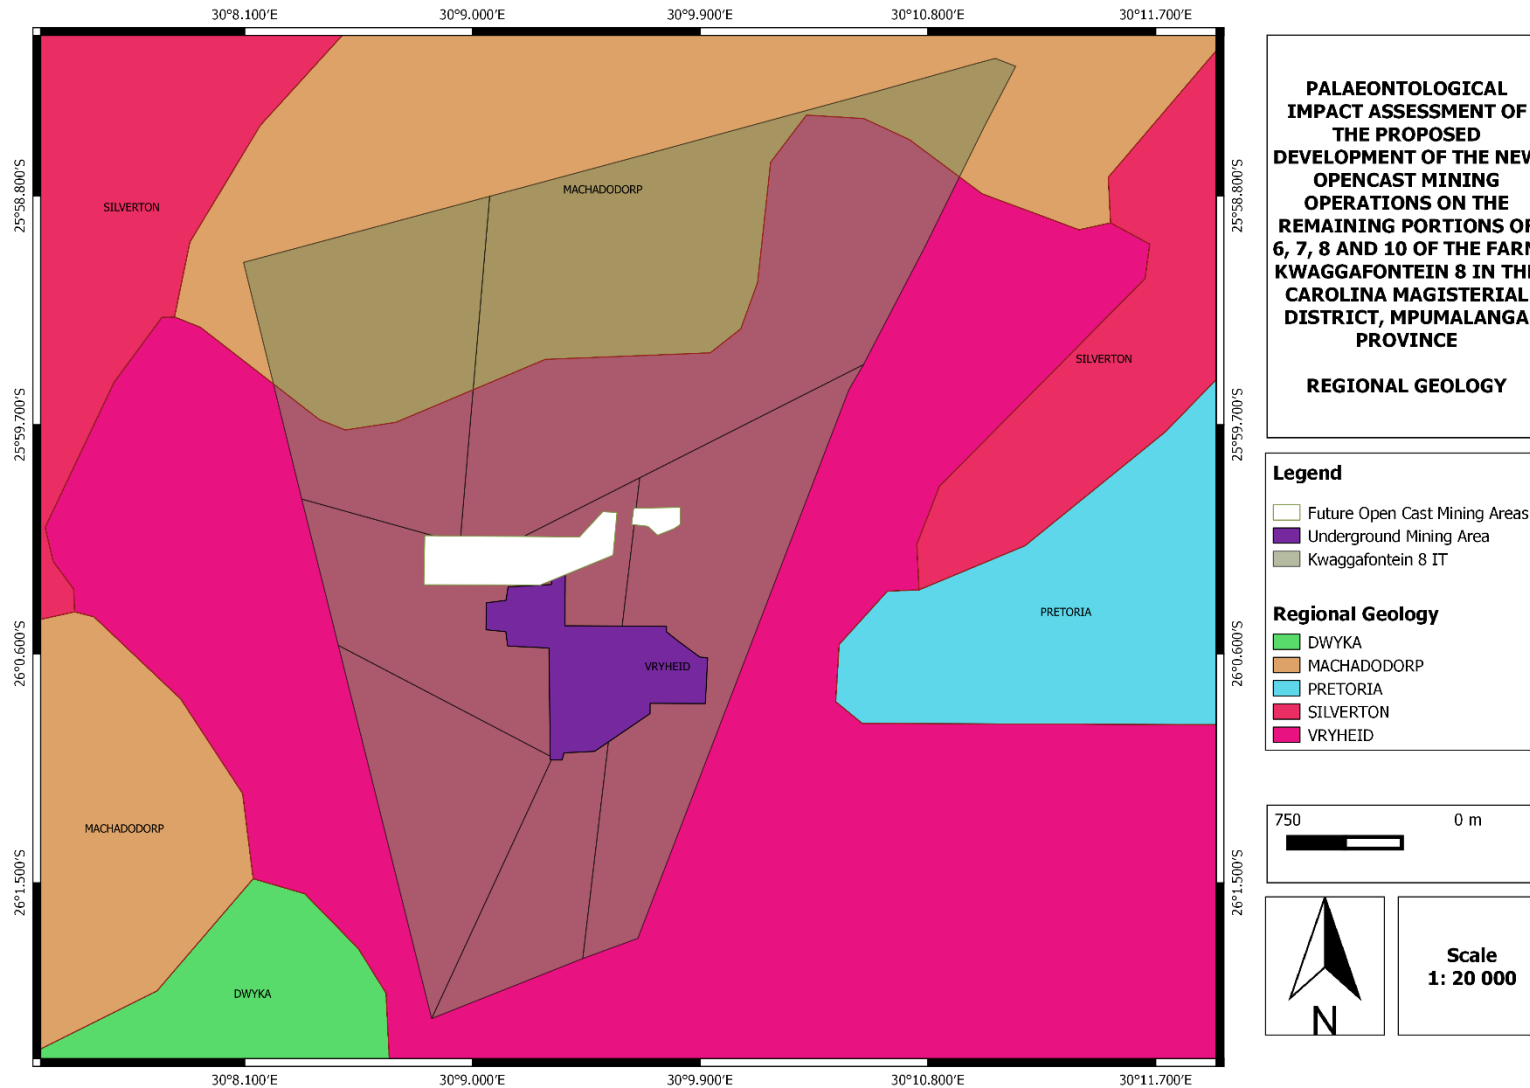 30°8.100'E 30°9.000'E 30°9.900'E 30°10.800'E 30°11.700'E
25°58.800'S
25°59.700'S
26°0.600'S
26°1.500'S
SILVERTON
MACHADODORP
SILVERTON
PRETORIA
VRYHEID
MACHADODORP
DWYKA
25°58.800'S
25°59.700'S
26°0.600'S
26°1.500'S
30°8.100'E 30°9.000'E 30°9.900'E 30°10.800'E 30°11.700'E
PALAEONTOLOGICAL
IMPACT ASSESSMENT OF
THE PROPOSED
DEVELOPMENT OF THE NEW
OPENCAST MINING
OPERATIONS ON THE
REMAINING PORTIONS OF
6, 7, 8 AND 10 OF THE FARM
KWAGGAFONTEIN 8 IN THE
CAROLINA MAGISTERIAL
DISTRICT, MPUMALANGA
PROVINCE
REGIONAL GEOLOGY
Legend
Future Open Cast Mining Areas
Underground Mining Area
Kwaggafontein 8 IT
Regional Geology
DWYKA
MACHADODORP
PRETORIA
SILVERTON
VRYHEID
750 0 m
N
Scale
1: 20 000